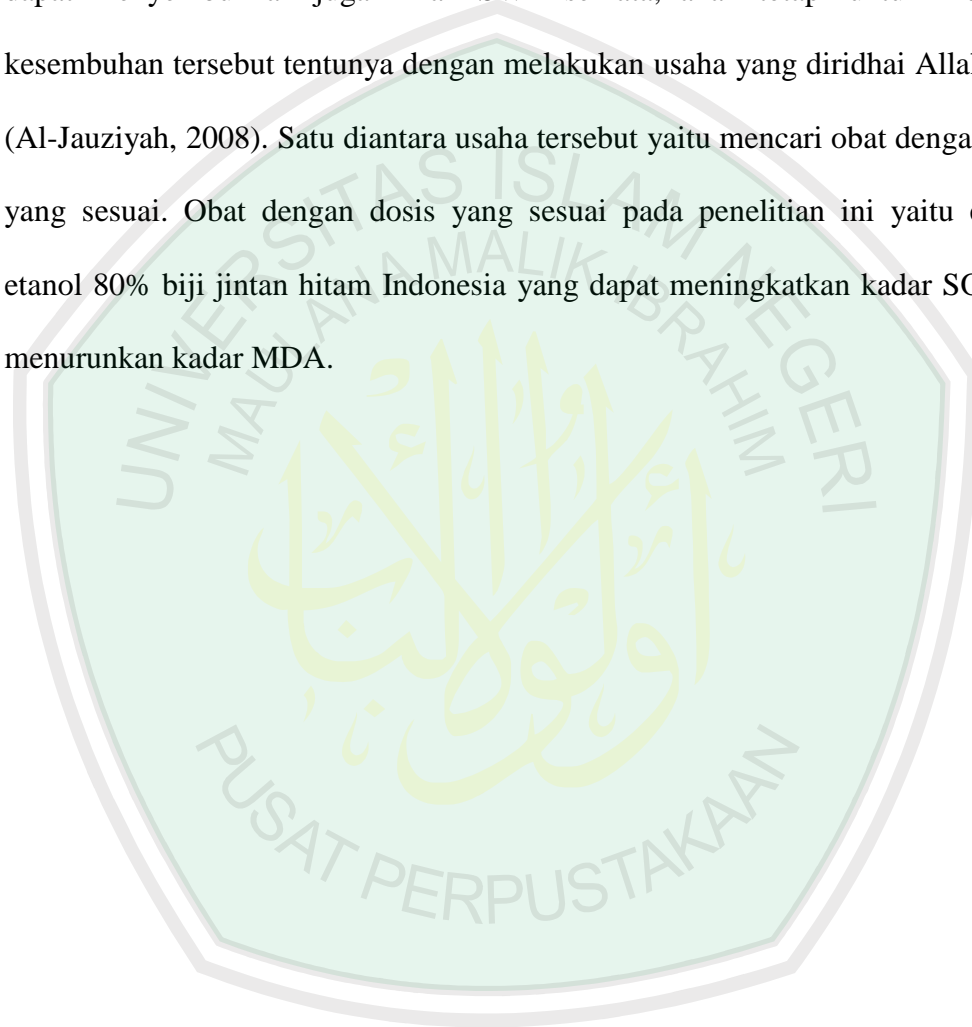 kesembuhan tersebut tentunya dengan melakukan usaha yang diridhai
(Al-Jauziyah, 2008). Satu diantara usaha tersebut yaitu mencari obat
yang sesuai. Obat dengan dosis yang sesuai pada penelitian ini yaitu
etanol 80% biji jintan hitam Indonesia yang dapat meningkatkan kadar
menurunkan kadar MDA.
UNIVERSITAS ISLAM NEGERI
MAULANA MALIK IBRAHIM
PUSAT PERPUSTAKAAN